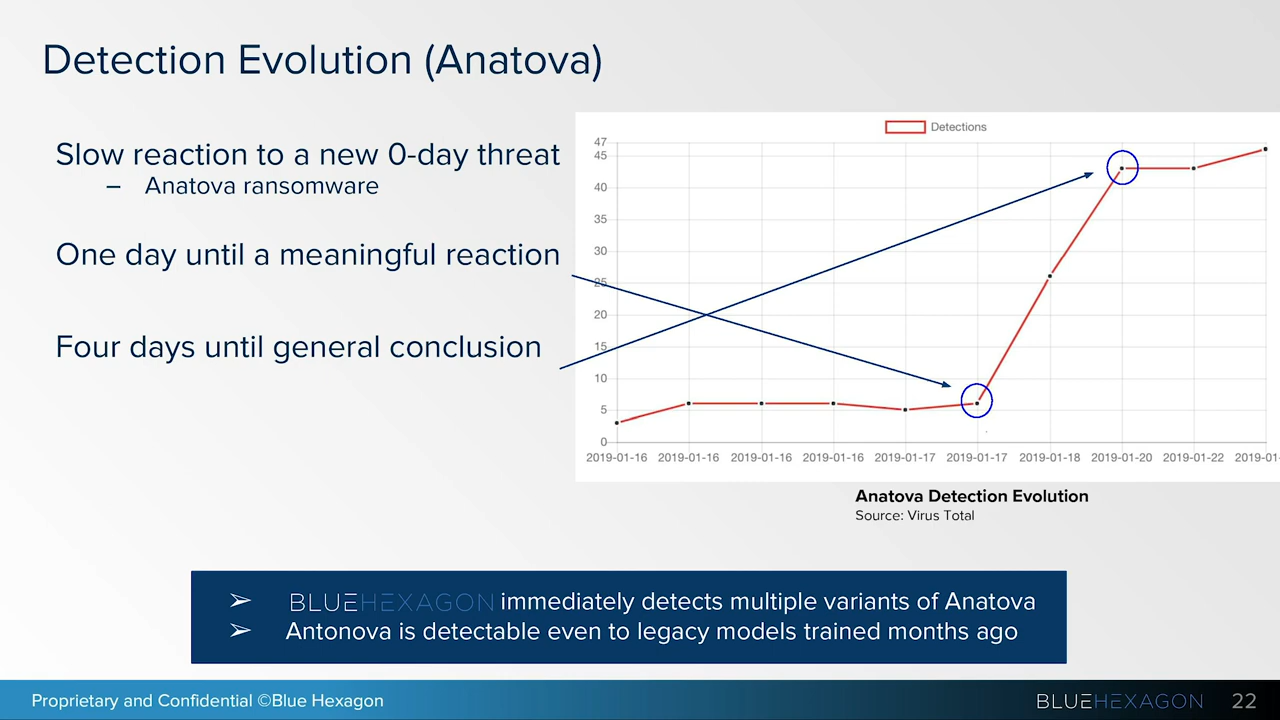 Detection Evolution (Anatova)
Slow reaction to a new 0-day threat
– Anatova ransomware
One day until a meaningful reaction
Four days until general conclusion
Detections
47
45
40
35
30
25
20
15
10
5
0
2019-01-16 2019-01-16 2019-01-16 2019-01-16 2019-01-17 2019-01-17 2019-01-18 2019-01-20 2019-01-22 2019-01-
Anatova Detection Evolution
Source: Virus Total
➢ BLUEHEXAGON immediately detects multiple variants of Anatova
➢ Antonova is detectable even to legacy models trained months ago
Proprietary and Confidential ©Blue Hexagon
BLUEHEXAGON 22